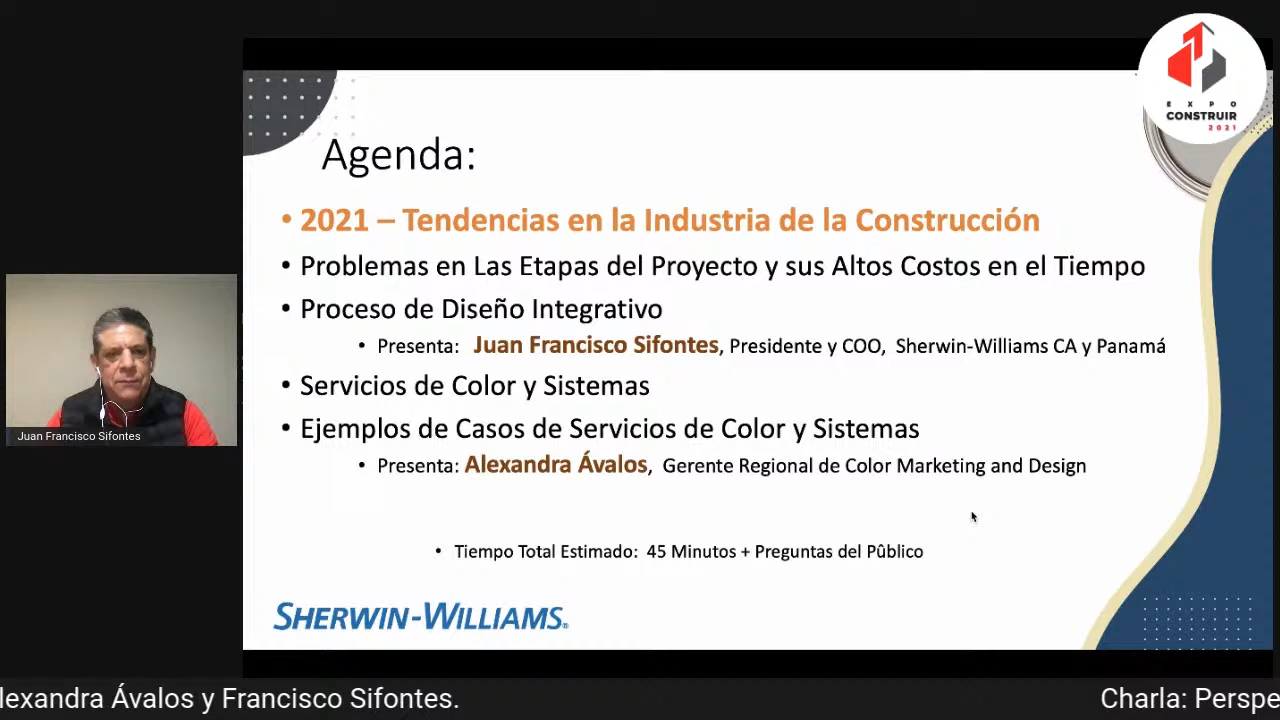 EXPO
CONSTRUIR
2021
Agenda:
• 2021 – Tendencias en la Industria de la Construcción
• Problemas en Las Etapas del Proyecto y sus Altos Costos en el Tiempo
• Proceso de Diseño Integrativo
• Presenta: Juan Francisco Sifontes, Presidente y COO, Sherwin-Williams CA y Panamá
• Servicios de Color y Sistemas
• Ejemplos de Casos de Servicios de Color y Sistemas
• Presenta: Alexandra Ávalos, Gerente Regional de Color Marketing and Design
• Tiempo Total Estimado: 45 Minutos + Preguntas del Pûblico
SHERWIN-WILLIAMS®
Juan Francisco Sifontes
lexandra Ávalos y Francisco Sifontes. Charla: Perspe